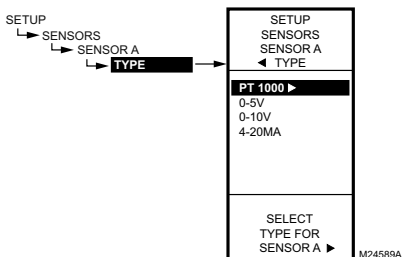 SETUP
SENSORS
SENSOR A
TYPE
SETUP
SENSORS
SENSOR A
◄ TYPE
PT 1000 ►
0-5V
0-10V
4-20MA
SELECT
TYPE FOR
SENSOR A ►
M24589A